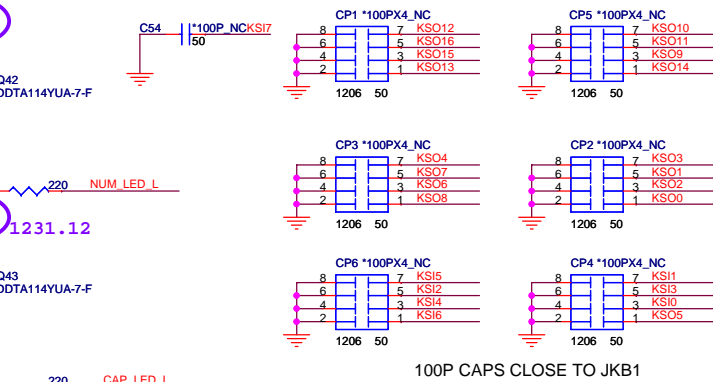 C54 *100P_NC KSI7
50
CP1 *100PX4_NC
8 7 KSO12
6 5 KSO16
4 3 KSO15
2 1 KSO13
1206 50
CP5 *100PX4_NC
8 7 KSO10
6 5 KSO11
4 3 KSO9
2 1 KSO14
1206 50
Q42
DDTA114YUA-7-F
CP3 *100PX4_NC
8 7 KSO4
6 5 KSO7
4 3 KSO6
2 1 KSO8
1206 50
CP2 *100PX4_NC
8 7 KSO3
6 5 KSO1
4 3 KSO2
2 1 KSO0
1206 50
220 NUM_LED_L
1231.12
Q43
DDTA114YUA-7-F
CP6 *100PX4_NC
8 7 KSI5
6 5 KSI2
4 3 KSI4
2 1 KSI6
1206 50
CP4 *100PX4_NC
8 7 KSI1
6 5 KSI3
4 3 KSI0
2 1 KSO5
1206 50
100P CAPS CLOSE TO JKB1
220 CAP_LED_L